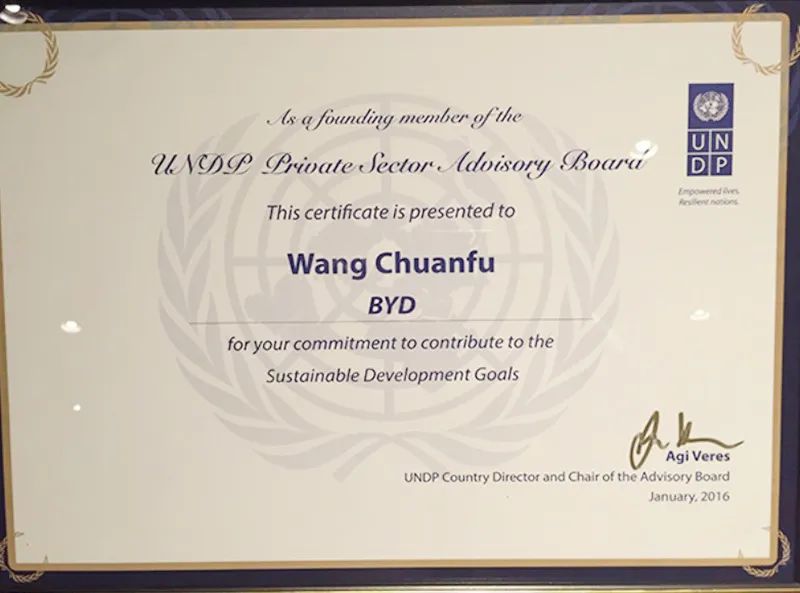 As a founding member of the
UNDP Private Sector Advisory Board
This certificate is presented to
Wang Chuanfu
BYD
for your commitment to contribute to the
Sustainable Development Goals
UN
DP
Empowered lives.
Resilient nations.
Agi Veres
UNDP Country Director and Chair of the Advisory Board
January, 2016